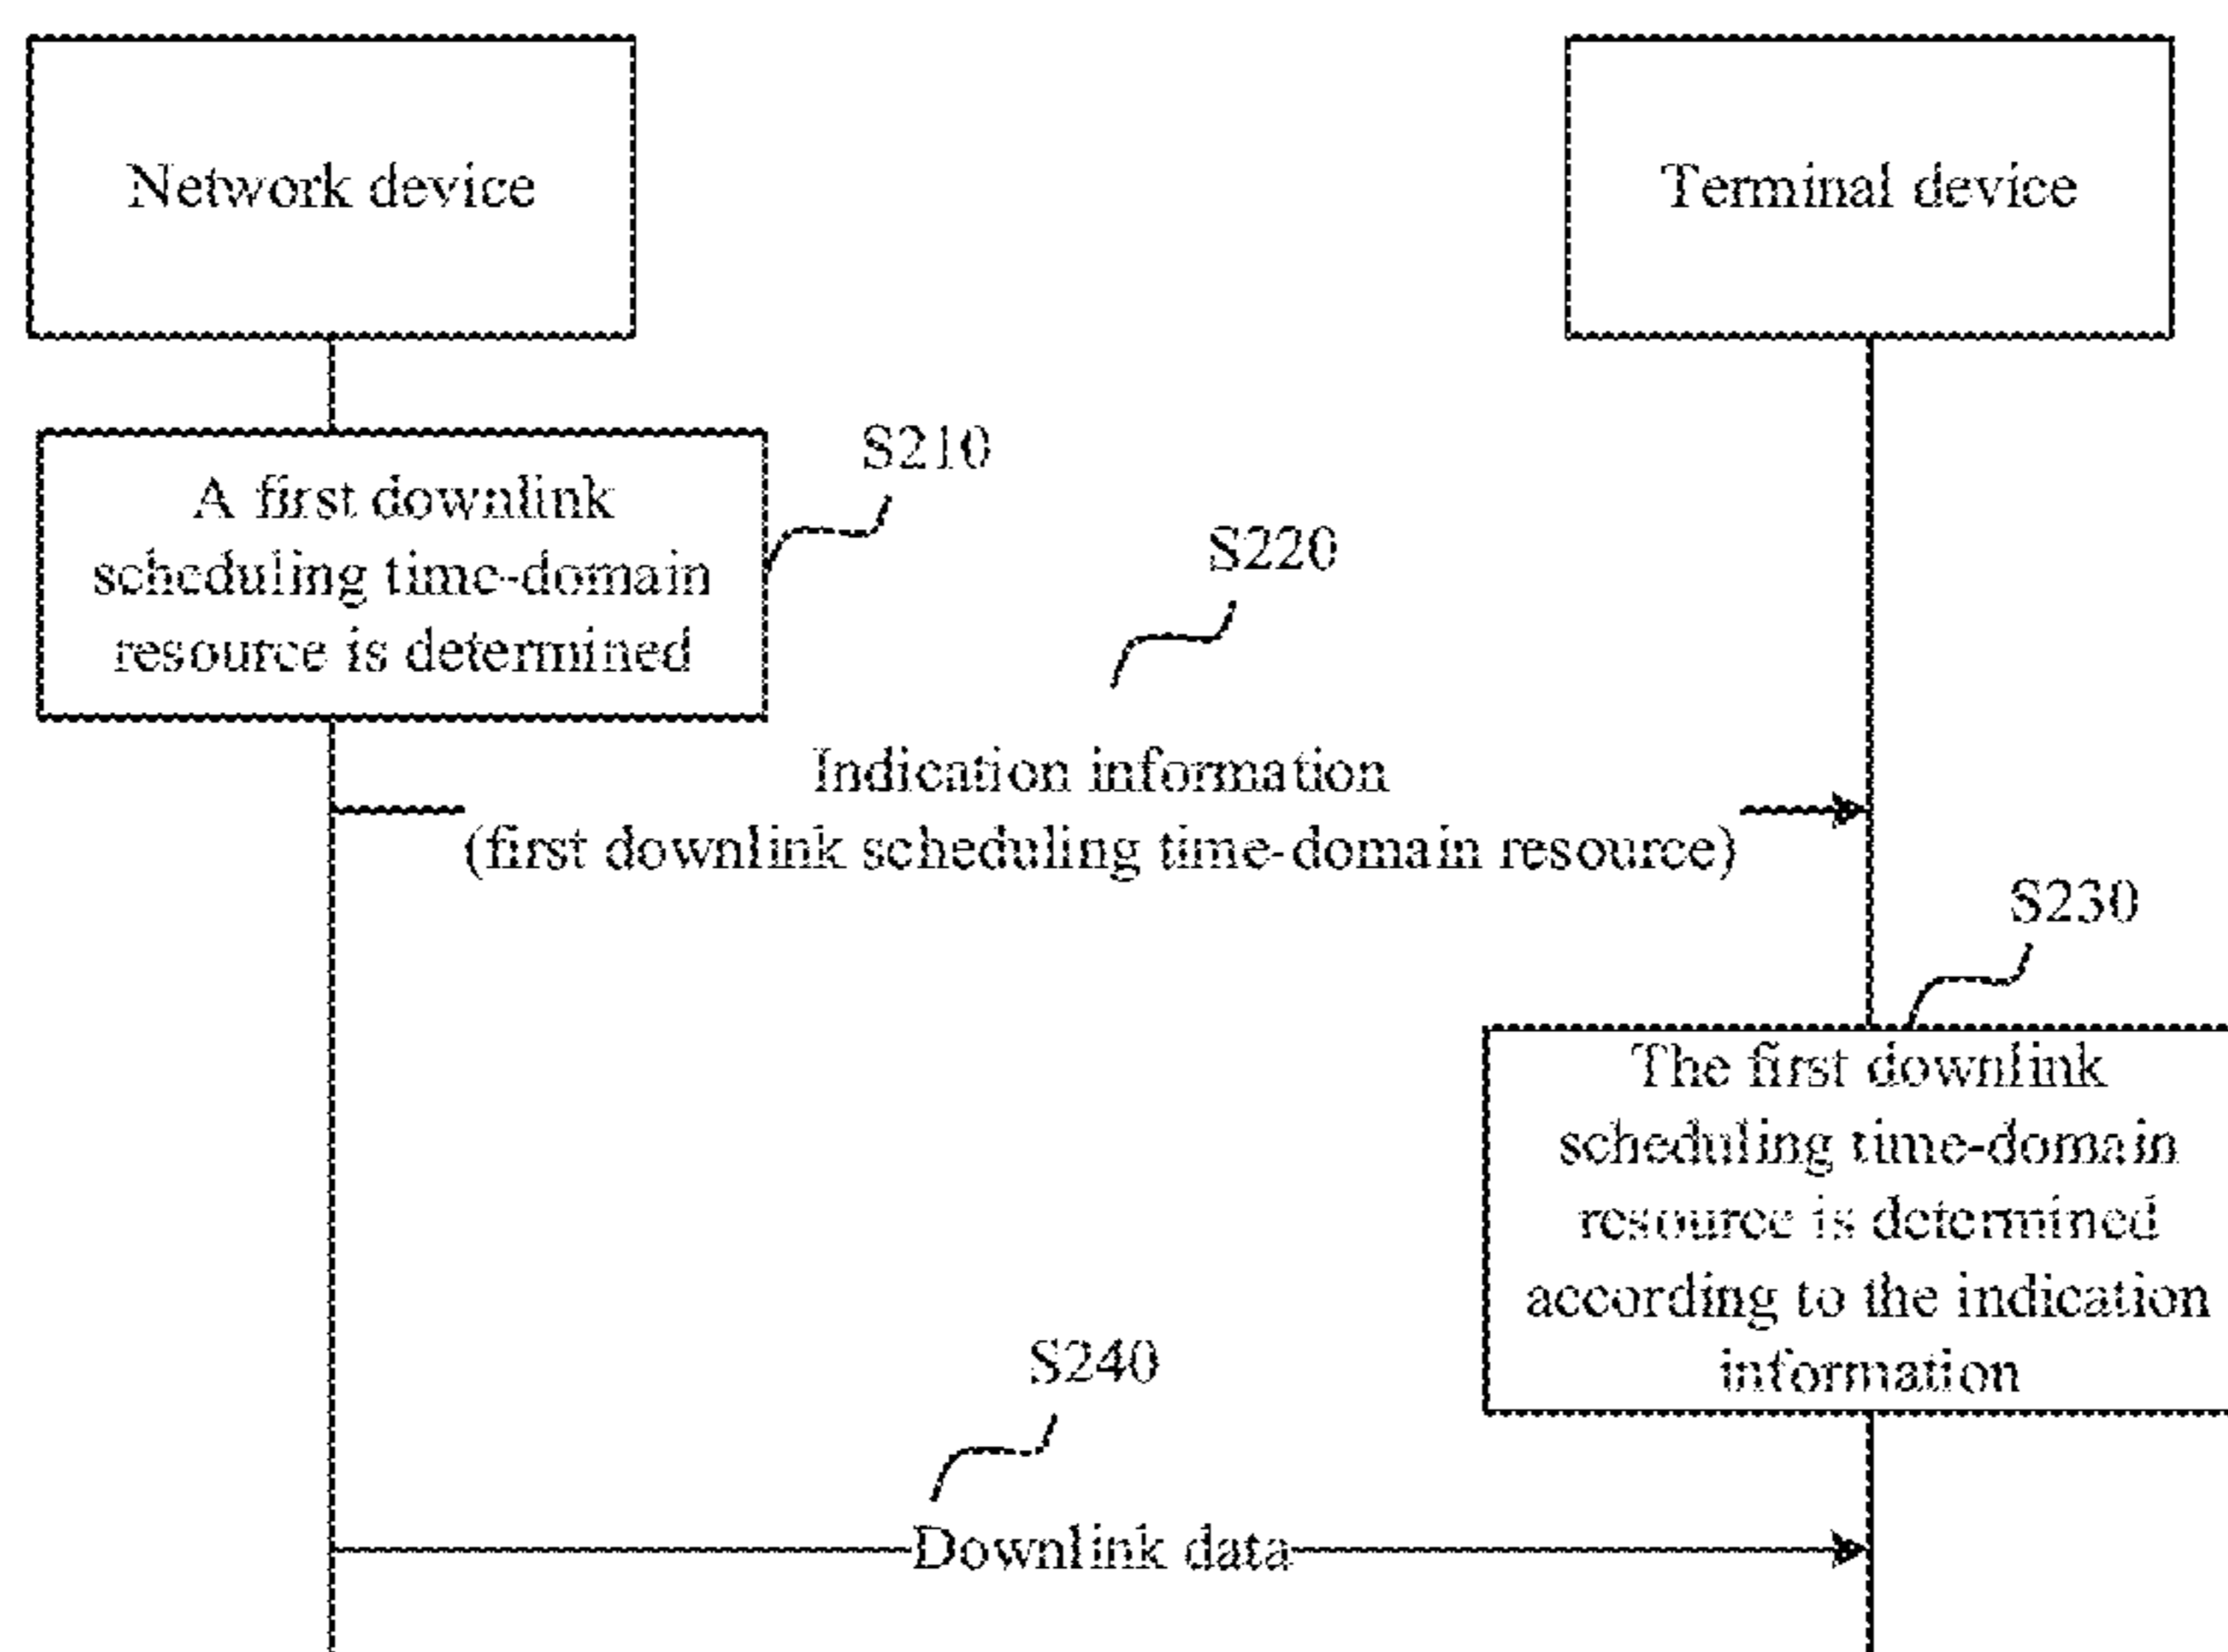 Network device
Terminal device
S210
A first downlink
scheduling time-domain
resource is determined
S220
Indication information
(first downlink scheduling time-domain resource)
S230
The first downlink
scheduling time-domain
resource is determined
according to the indication
information
S240
Downlink data